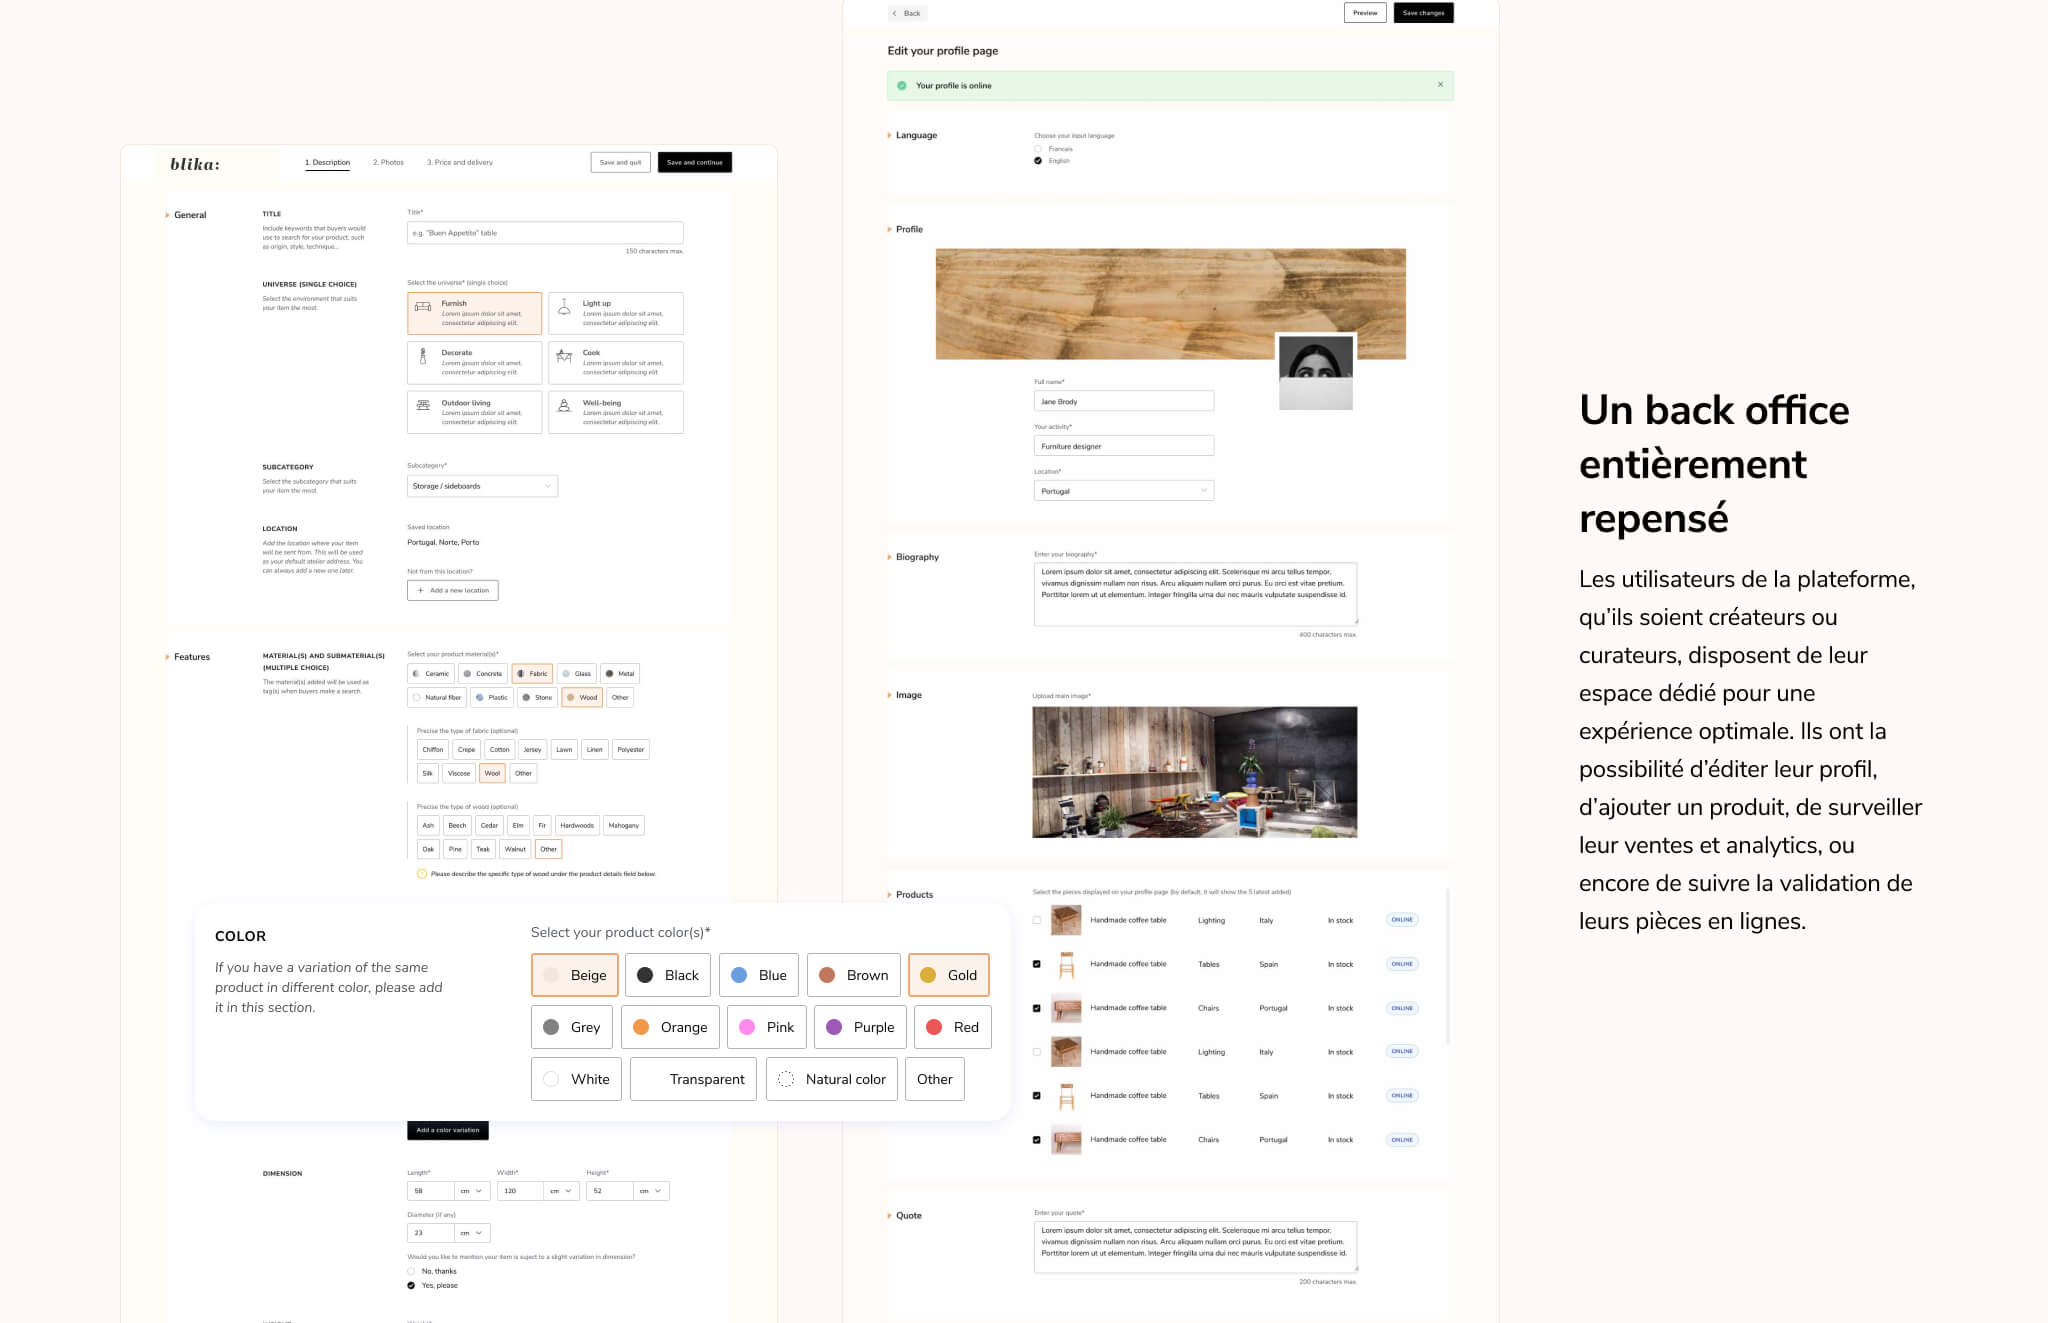 blika:
1. Description
2. Photos
3. Price and delivery
Save and quit
Save and continue
General
TITLE
Include keywords that buyers would
use to search for your product, such
as origin, style, technique...
Title*
e.g. "Buen Appetito" table
150 characters max.
UNIVERSE (SINGLE CHOICE)
Select the environment that suits
your item the most.
Select the universe* (single choice)
Furnish
Lorem ipsum dolor sit amet,
consectetur adipiscing elit.
Light up
Lorem ipsum dolor sit amet,
consectetur adipiscing elit.
Decorate
Lorem ipsum dolor sit amet,
consectetur adipiscing elit.
Cook
Lorem ipsum dolor sit amet,
consectetur adipiscing elit.
Outdoor living
Lorem ipsum dolor sit amet,
consectetur adipiscing elit.
Well-being
Lorem ipsum dolor sit amet,
consectetur adipiscing elit.
SUBCATEGORY
Select the subcategory that suits
your item the most.
Subcategory*
Storage / sideboards
LOCATION
Add the location where your item
will be sent from. This will be used
as your default atelier address. You
can always add a new one later.
Saved location
Portugal, Norte, Porto
Not from this location?
+ Add a new location
Features
MATERIAL(S) AND SUBMATERIAL(S)
(MULTIPLE CHOICE)
The material(s) added will be used as
tag(s) when buyers make a search.
Select your product material(s)*
Ceramic Concrete Fabric Glass Metal
Natural fiber Plastic Stone Wood Other
Precise the type of fabric (optional)
Chiffon Crepe Cotton Jersey Lawn Linen Polyester
Silk Viscose Wool Other
Precise the type of wood (optional)
Ash Beech Cedar Elm Fir Hardwoods Mahogany
Oak Pine Teak Walnut Other
Please describe the specific type of wood under the product details field below.
COLOR
If you have a variation of the same
product in different color, please add
it in this section.
Select your product color(s)*
Beige Black Blue Brown Gold
Grey Orange Pink Purple Red
White Transparent Natural color Other
Add a color variation
DIMENSION
Length* Width* Height*
58 cm 120 cm 52 cm
Diameter (if any)
23 cm
Would you like to mention your item is suject to a slight variation in dimension?
No, thanks
Yes, please
Back
Preview
Save changes
Edit your profile page
Your profile is online
Language
Choose your input language
Francais
English
Profile
Full name*
Jane Brody
Your activity*
Furniture designer
Location*
Portugal
Biography
Enter your biography*
Lorem ipsum dolor sit amet, consectetur adipiscing elit. Scelerisque mi arcu tellus tempor,
vivamus dignissim nullam non risus. Arcu aliquam nullam orci purus. Eu orci est vitae pretium.
Porttitor lorem ut ut elementum. Integer fringilla urna dui nec mauris vulputate suspendisse id.
400 characters max.
Image
Upload main image*
Products
Select the pieces displayed on your profile page (by default, it will show the 5 latest added)
Handmade coffee table Lighting Italy In stock ONLINE
Handmade coffee table Tables Spain In stock ONLINE
Handmade coffee table Chairs Portugal In stock ONLINE
Handmade coffee table Lighting Italy In stock ONLINE
Handmade coffee table Tables Spain In stock ONLINE
Handmade coffee table Chairs Portugal In stock ONLINE
Quote
Enter your quote*
Lorem ipsum dolor sit amet, consectetur adipiscing elit. Scelerisque mi arcu tellus tempor,
vivamus dignissim nullam non risus. Arcu aliquam nullam orci purus. Eu orci est vitae pretium.
Porttitor lorem ut ut elementum. Integer fringilla urna dui nec mauris vulputate suspendisse id.
200 characters max.
Un back office
entièrement
repensé
Les utilisateurs de la plateforme,
qu'ils soient créateurs ou
curateurs, disposent de leur
espace dédié pour une
expérience optimale. Ils ont la
possibilité d'éditer leur profil,
d'ajouter un produit, de surveiller
leur ventes et analytics, ou
encore de suivre la validation de
leurs pièces en lignes.